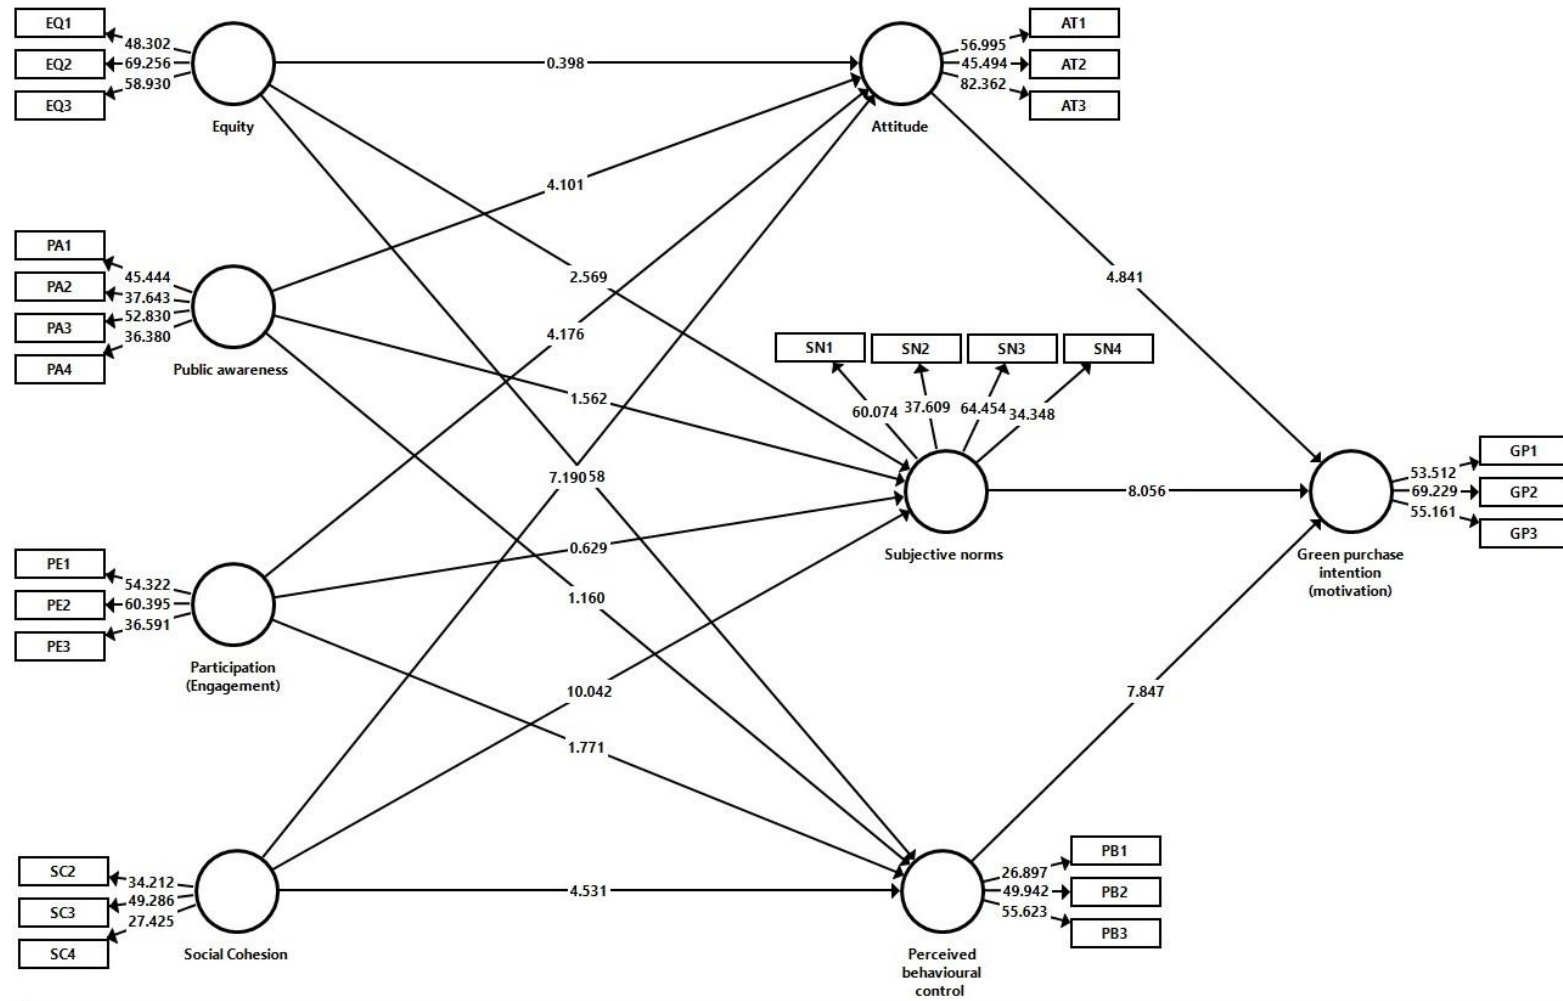 EQ1
EQ2
EQ3
48.302
69.256
58.930
Equity
0.398
AT1
AT2
AT3
56.995
45.494
82.362
Attitude
4.101
2.569
4.841
PA1
PA2
PA3
PA4
45.444
37.643
52.830
36.380
Public awareness
4.176
1.562
SN1
SN2
SN3
SN4
60.074
37.609
64.454
34.348
Subjective norms
7.190
58
8.056
GP1
GP2
GP3
53.512
69.229
55.161
Green purchase
intention
(motivation)
0.629
1.160
PE1
PE2
PE3
54.322
60.395
36.591
Participation
(Engagement)
10.042
1.771
7.847
SC2
SC3
SC4
34.212
49.286
27.425
Social Cohesion
4.531
PB1
PB2
PB3
26.897
49.942
55.623
Perceived
behavioural
control